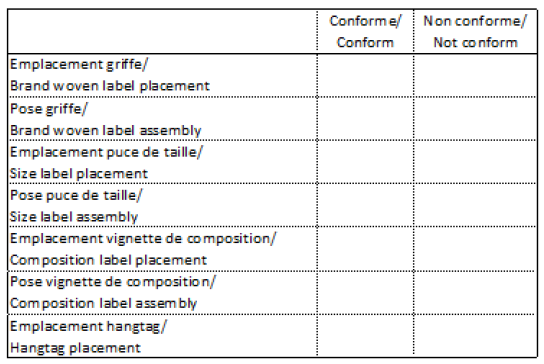 Conforme/ Non conforme/
Conform Not conform
Emplacement griffe/
Brand woven label placement
Pose griffe/
Brand woven label assembly
Emplacement puce de taille/
Size label placement
Pose puce de taille/
Size label assembly
Emplacement vignette de composition/
Composition label placement
Pose vignette de composition/
Composition label assembly
Emplacement hangtag/
Hangtag placement